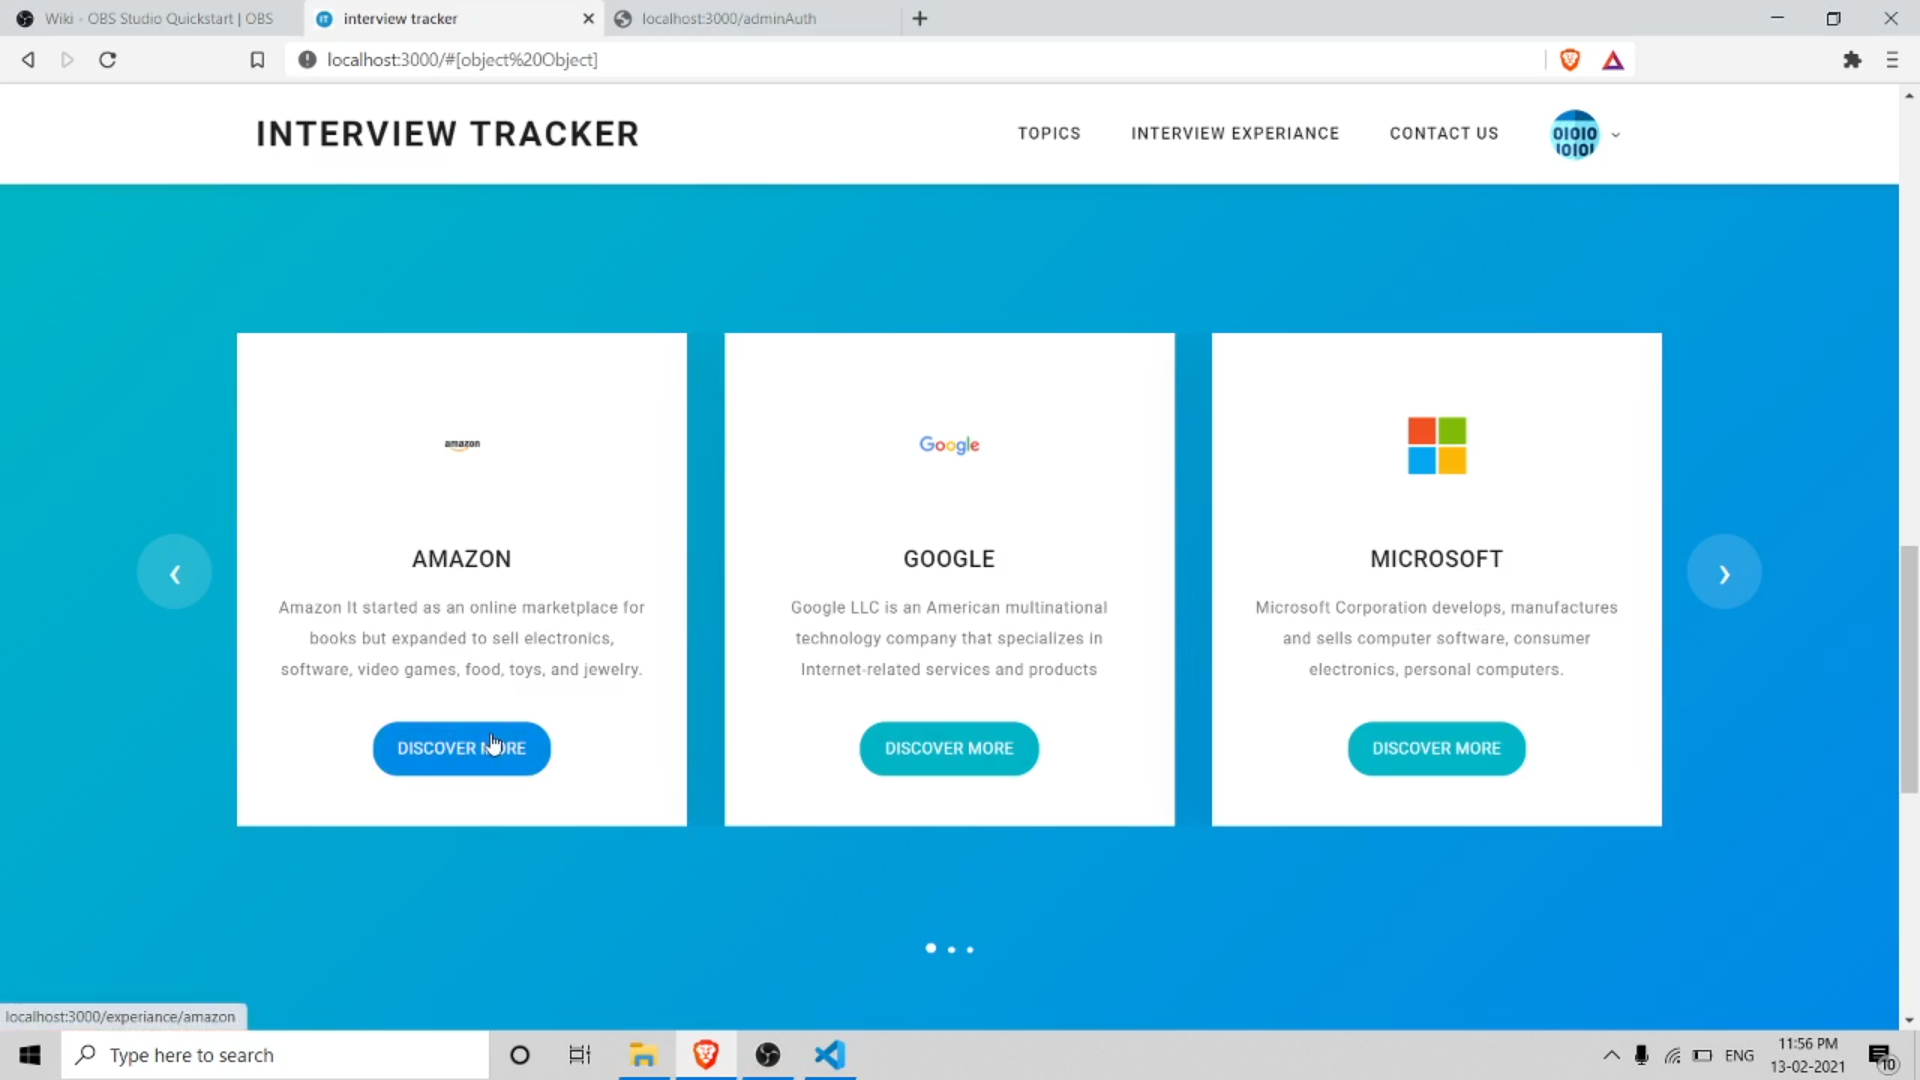 Wiki - OBS Studio Quickstart | OBS
interview tracker
localhost:3000/adminAuth
localhost:3000/#[object%20Object]
INTERVIEW TRACKER
TOPICS
INTERVIEW EXPERIANCE
CONTACT US
01010
10101
amazon
Google
AMAZON
GOOGLE
MICROSOFT
Amazon It started as an online marketplace for
books but expanded to sell electronics,
software, video games, food, toys, and jewelry.
Google LLC is an American multinational
technology company that specializes in
Internet-related services and products
Microsoft Corporation develops, manufactures
and sells computer software, consumer
electronics, personal computers.
DISCOVER MORE
DISCOVER MORE
DISCOVER MORE
localhost:3000/experiance/amazon
Type here to search
ENG
11:56 PM
13-02-2021
10